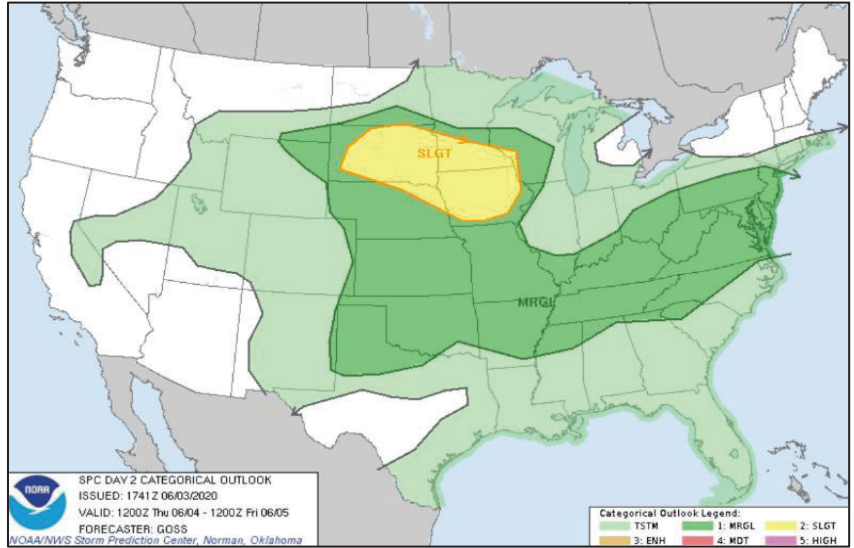 SLGT
MRGL
NOAA
SPC DAY 2 CATEGORICAL OUTLOOK
ISSUED: 1741Z 06/03/2020
VALID: 1200Z Thu 06/04 - 1200Z Fri 06/05
FORECASTER: GOSS
NOAA/NWS Storm Prediction Center, Norman, Oklahoma
Categorical Outlook Legend:
TSTM 1: MRGL 2: SLGT
3: ENH 4: MDT 5: HIGH